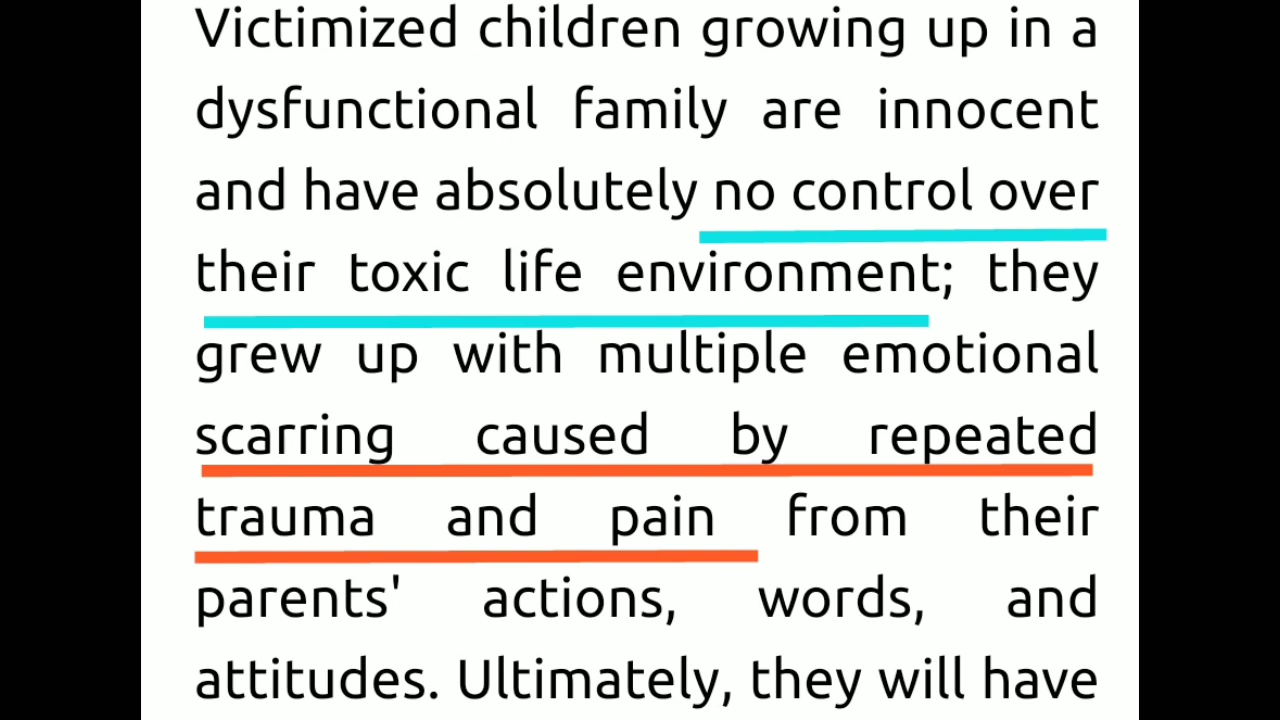 Victimized children growing up in a
dysfunctional family are innocent
and have absolutely no control over
their toxic life environment; they
grew up with multiple emotional
scarring caused by repeated
trauma and pain from their
parents' actions, words, and
attitudes. Ultimately, they will have